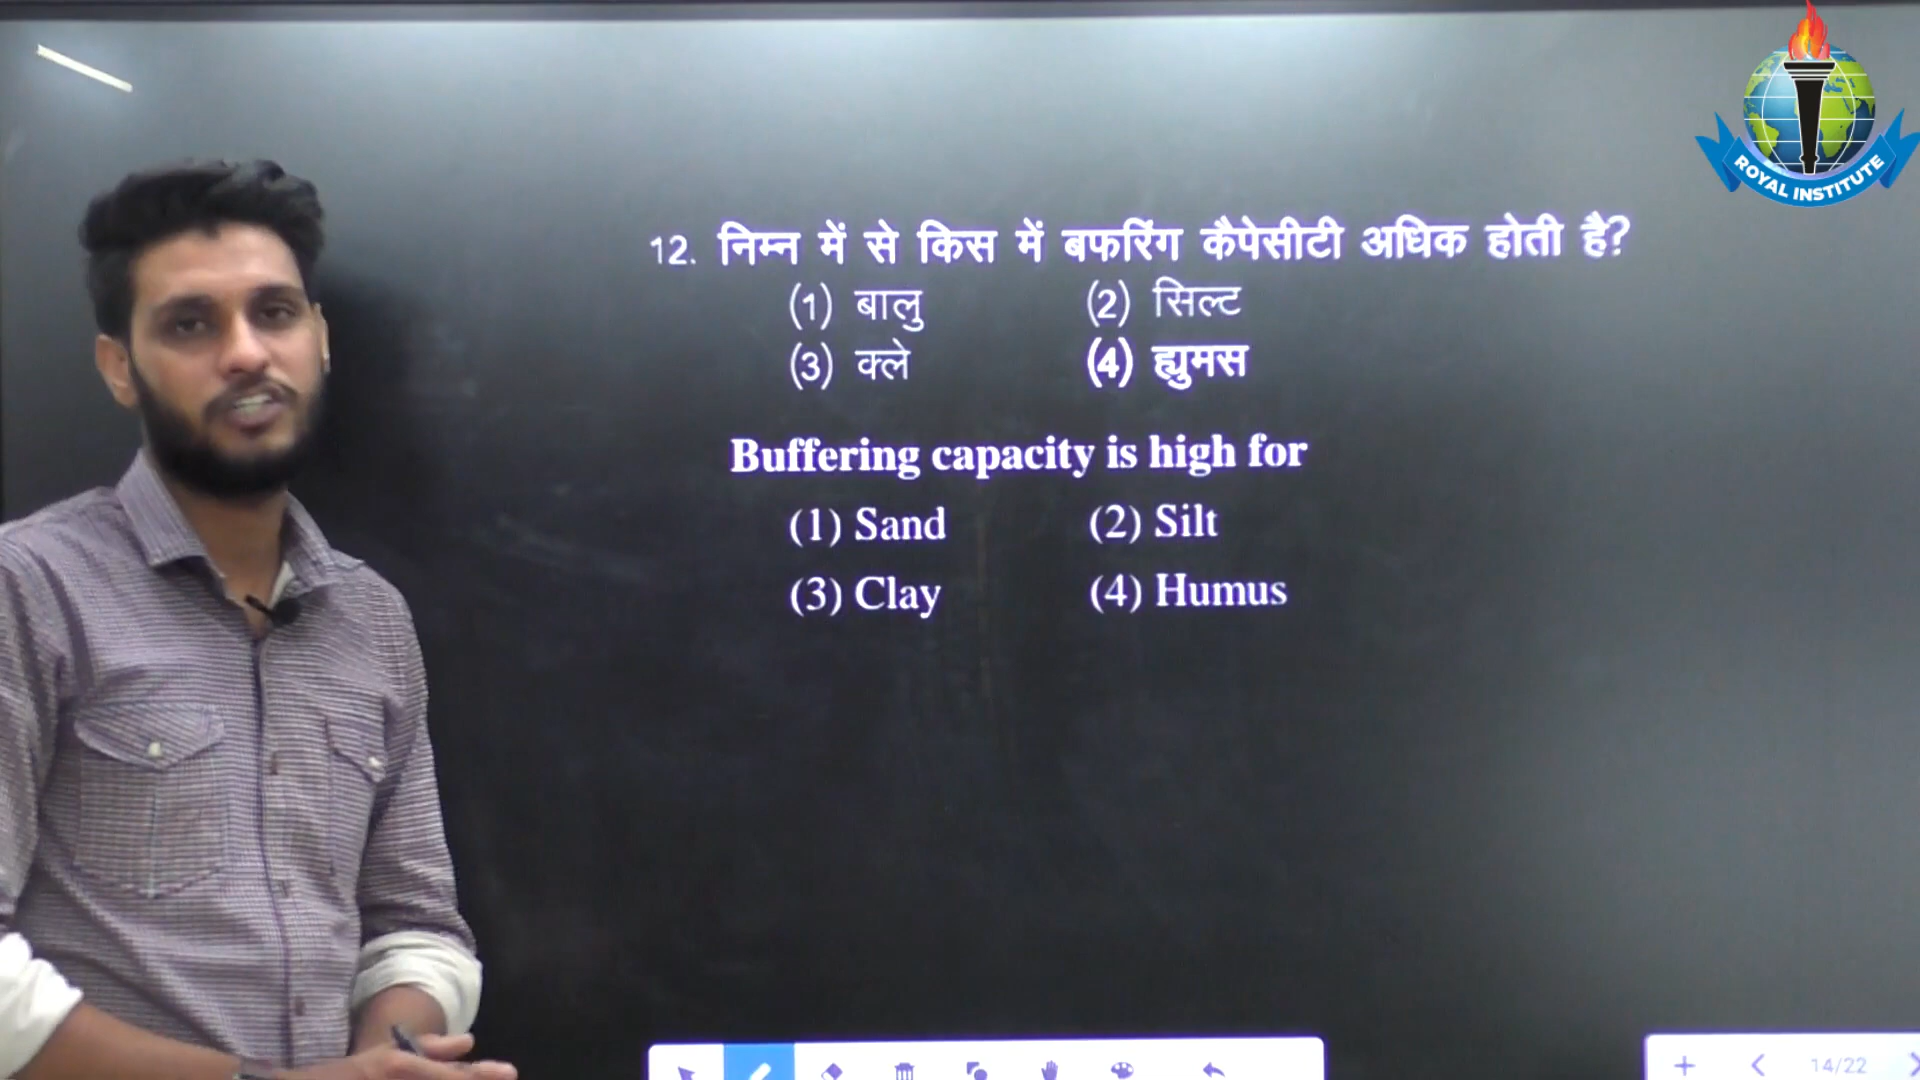 ROYAL INSTITUTE
12. निम्न में से किस में बफरिंग कैपेसीटी अधिक होती है?
(1) बालु (2) सिल्ट
(3) क्ले (4) ह्युमस
Buffering capacity is high for
(1) Sand (2) Silt
(3) Clay (4) Humus
14/22